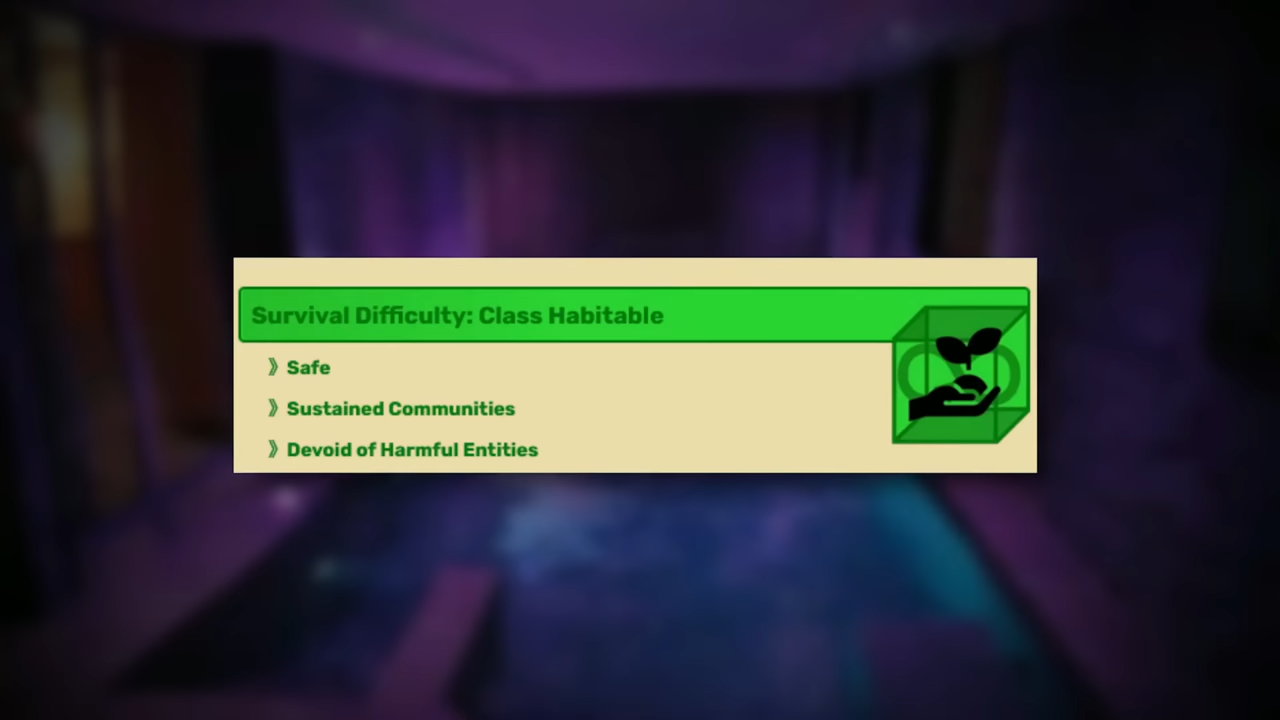 Survival Difficulty: Class Habitable
》 Safe
》 Sustained Communities
》 Devoid of Harmful Entities